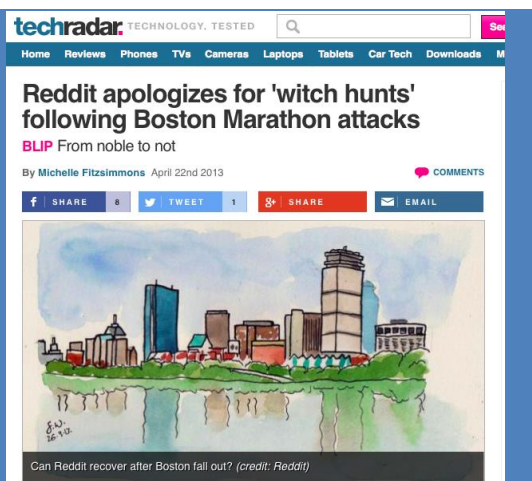 techradar. TECHNOLOGY. TESTED
Home Reviews Phones TVs Cameras Laptops Tablets Car Tech Downloads
Reddit apologizes for 'witch hunts'
following Boston Marathon attacks
BLIP From noble to not
By Michelle Fitzsimmons April 22nd 2013 COMMENTS
f SHARE 8 TWEET 1 8+ SHARE EMAIL
Can Reddit recover after Boston fall out? (credit: Reddit)